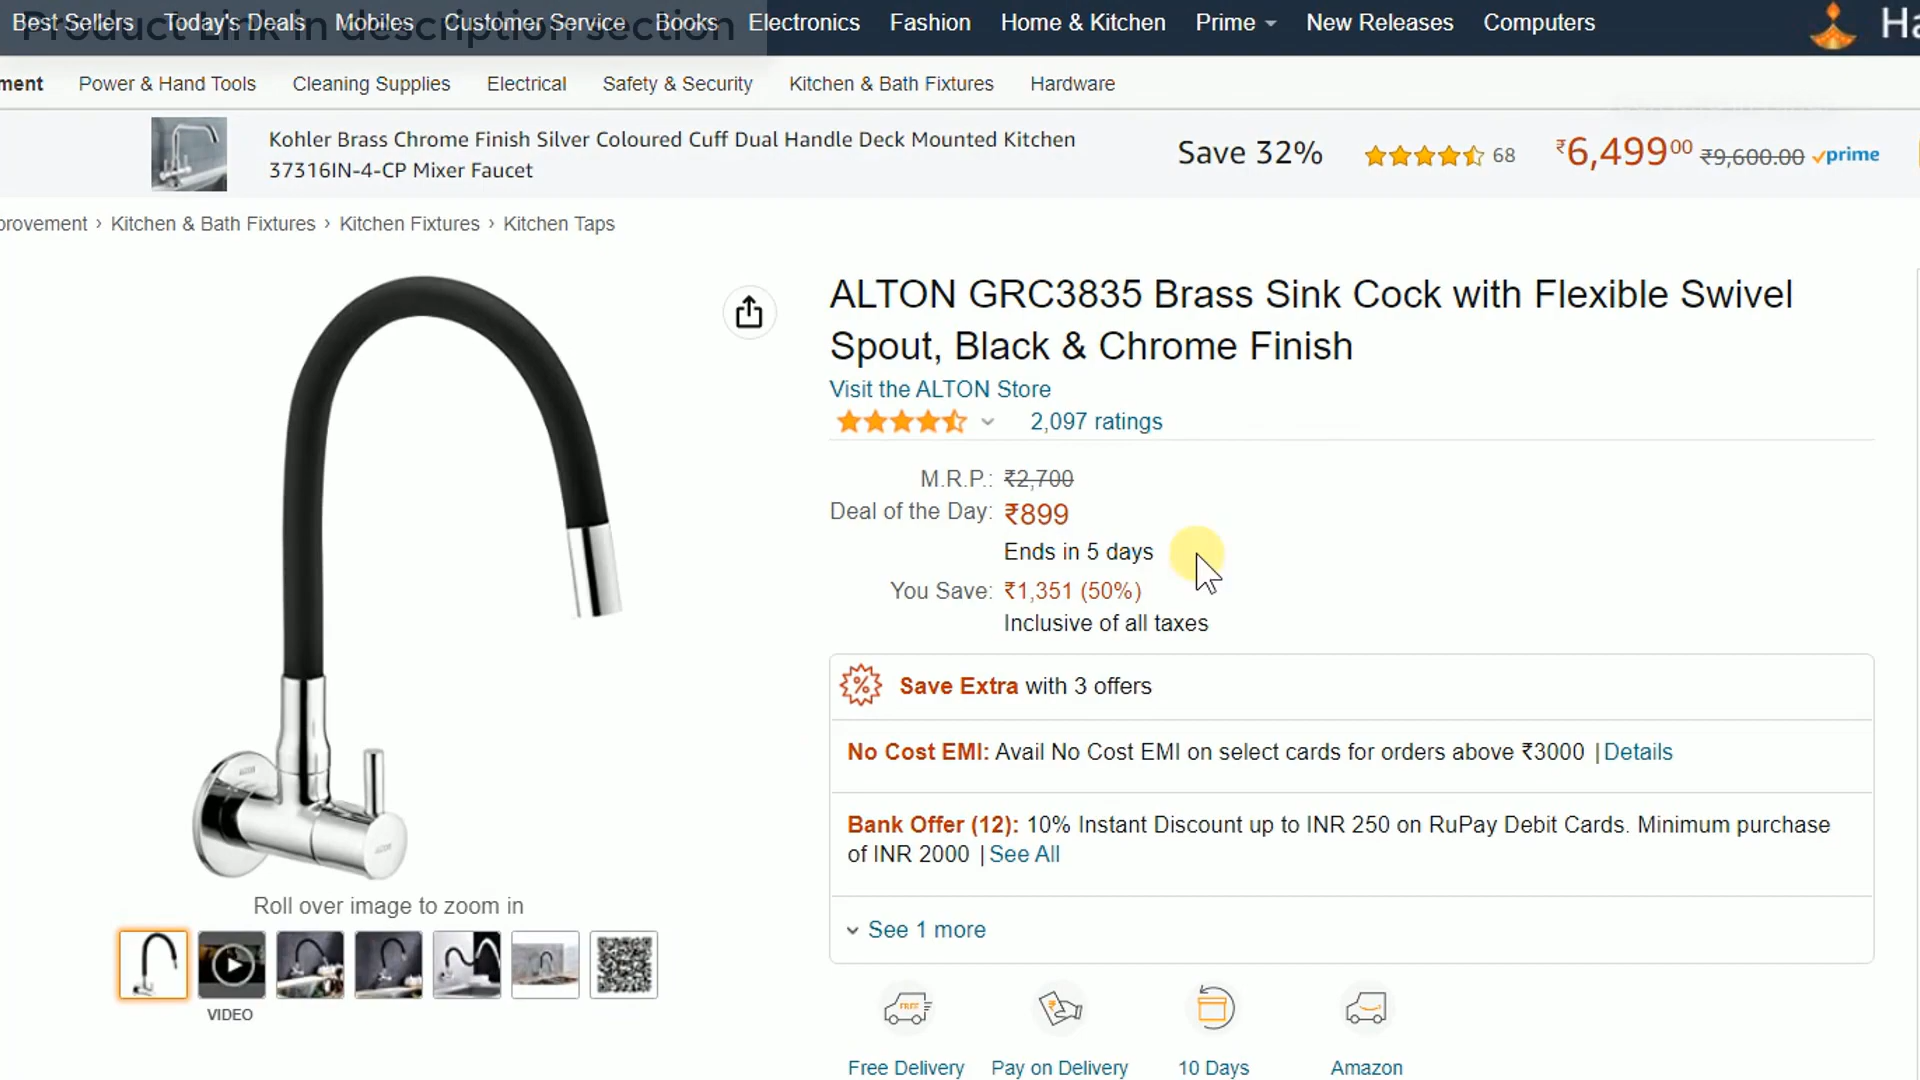 Product Link in description section
Best Sellers Today's Deals Mobiles Customer Service Books Electronics Fashion Home & Kitchen Prime New Releases Computers
Power & Hand Tools Cleaning Supplies Electrical Safety & Security Kitchen & Bath Fixtures Hardware
Kohler Brass Chrome Finish Silver Coloured Cuff Dual Handle Deck Mounted Kitchen
37316IN-4-CP Mixer Faucet
Save 32% 68 ₹6,499⁰⁰ ₹9,600.00 prime
Kitchen & Bath Fixtures › Kitchen Fixtures › Kitchen Taps
ALTON GRC3835 Brass Sink Cock with Flexible Swivel
Spout, Black & Chrome Finish
Visit the ALTON Store
2,097 ratings
M.R.P.: ₹2,700
Deal of the Day: ₹899
Ends in 5 days
You Save: ₹1,351 (50%)
Inclusive of all taxes
Save Extra with 3 offers
No Cost EMI: Avail No Cost EMI on select cards for orders above ₹3000 | Details
Bank Offer (12): 10% Instant Discount up to INR 250 on RuPay Debit Cards. Minimum purchase
of INR 2000 | See All
See 1 more
FREE
Free Delivery Pay on Delivery 10 Days Amazon
ALTON
ALTON
Roll over image to zoom in
VIDEO